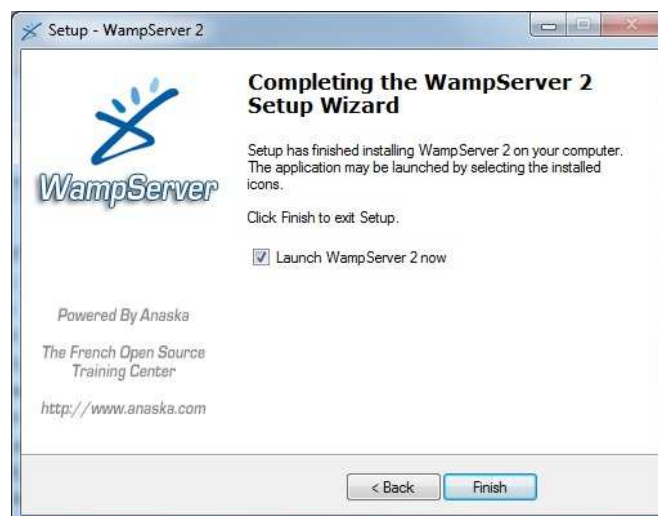 Setup - WampServer 2
Completing the WampServer 2
Setup Wizard
Setup has finished installing WampServer 2 on your computer.
The application may be launched by selecting the installed
icons.
Click Finish to exit Setup.
Launch WampServer 2 now
WampServer
Powered By Anaska
The French Open Source
Training Center
http://www.anaska.com
< Back
Finish